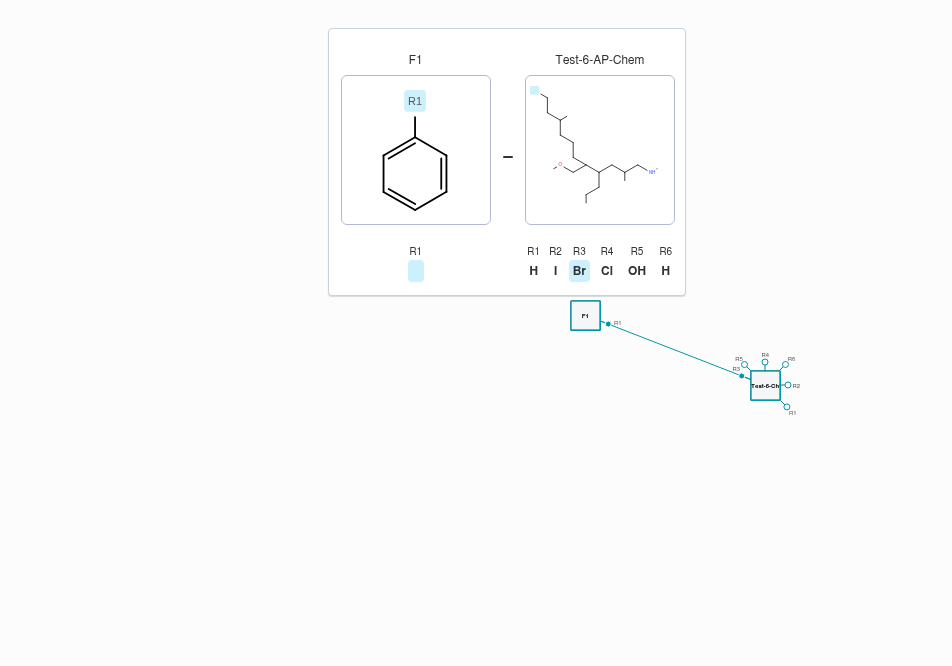 F1 Test-6-AP-Chem
R1
O
NH+
R1 R1 R2 R3 R4 R5 R6
H I Br Cl OH H
F1
R1
R4
R5 R6
R3
Test-6-Ch R2
R1